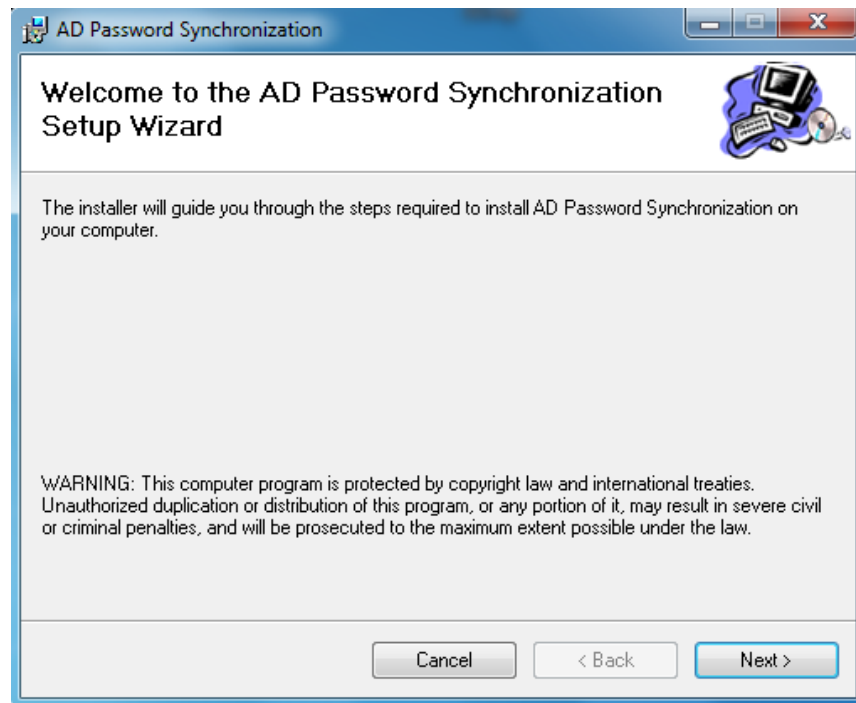 AD Password Synchronization
Welcome to the AD Password Synchronization
Setup Wizard
The installer will guide you through the steps required to install AD Password Synchronization on
your computer.
WARNING: This computer program is protected by copyright law and international treaties.
Unauthorized duplication or distribution of this program, or any portion of it, may result in severe civil
or criminal penalties, and will be prosecuted to the maximum extent possible under the law.
Cancel
< Back
Next >